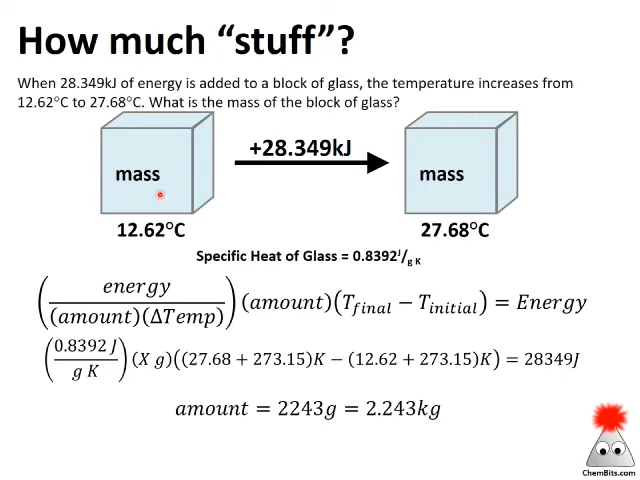 How much “stuff”?
When 28.349kJ of energy is added to a block of glass, the temperature increases from
12.62°C to 27.68°C. What is the mass of the block of glass?
+28.349kJ
mass
mass
12.62°C
27.68°C
Specific Heat of Glass = 0.8392 J/g K
(energy/(amount)(ΔTemp))(amount)(T_final − T_initial) = Energy
(0.8392 J/g K)(X g)((27.68 + 273.15)K − (12.62 + 273.15)K) = 28349J
amount = 2243g = 2.243kg
ChemBits.com